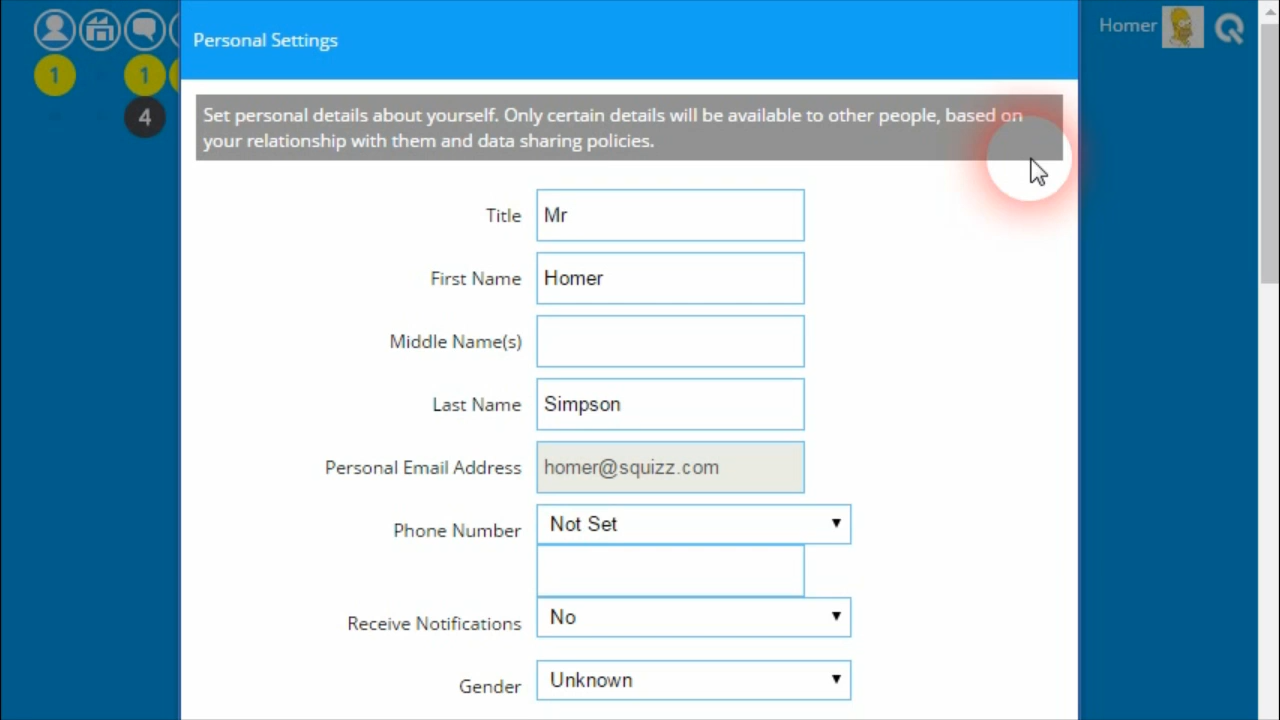 Homer
1
1
4
Personal Settings
Set personal details about yourself. Only certain details will be available to other people, based on
your relationship with them and data sharing policies.
Title Mr
First Name Homer
Middle Name(s)
Last Name Simpson
Personal Email Address homer@squizz.com
Phone Number Not Set
Receive Notifications No
Gender Unknown